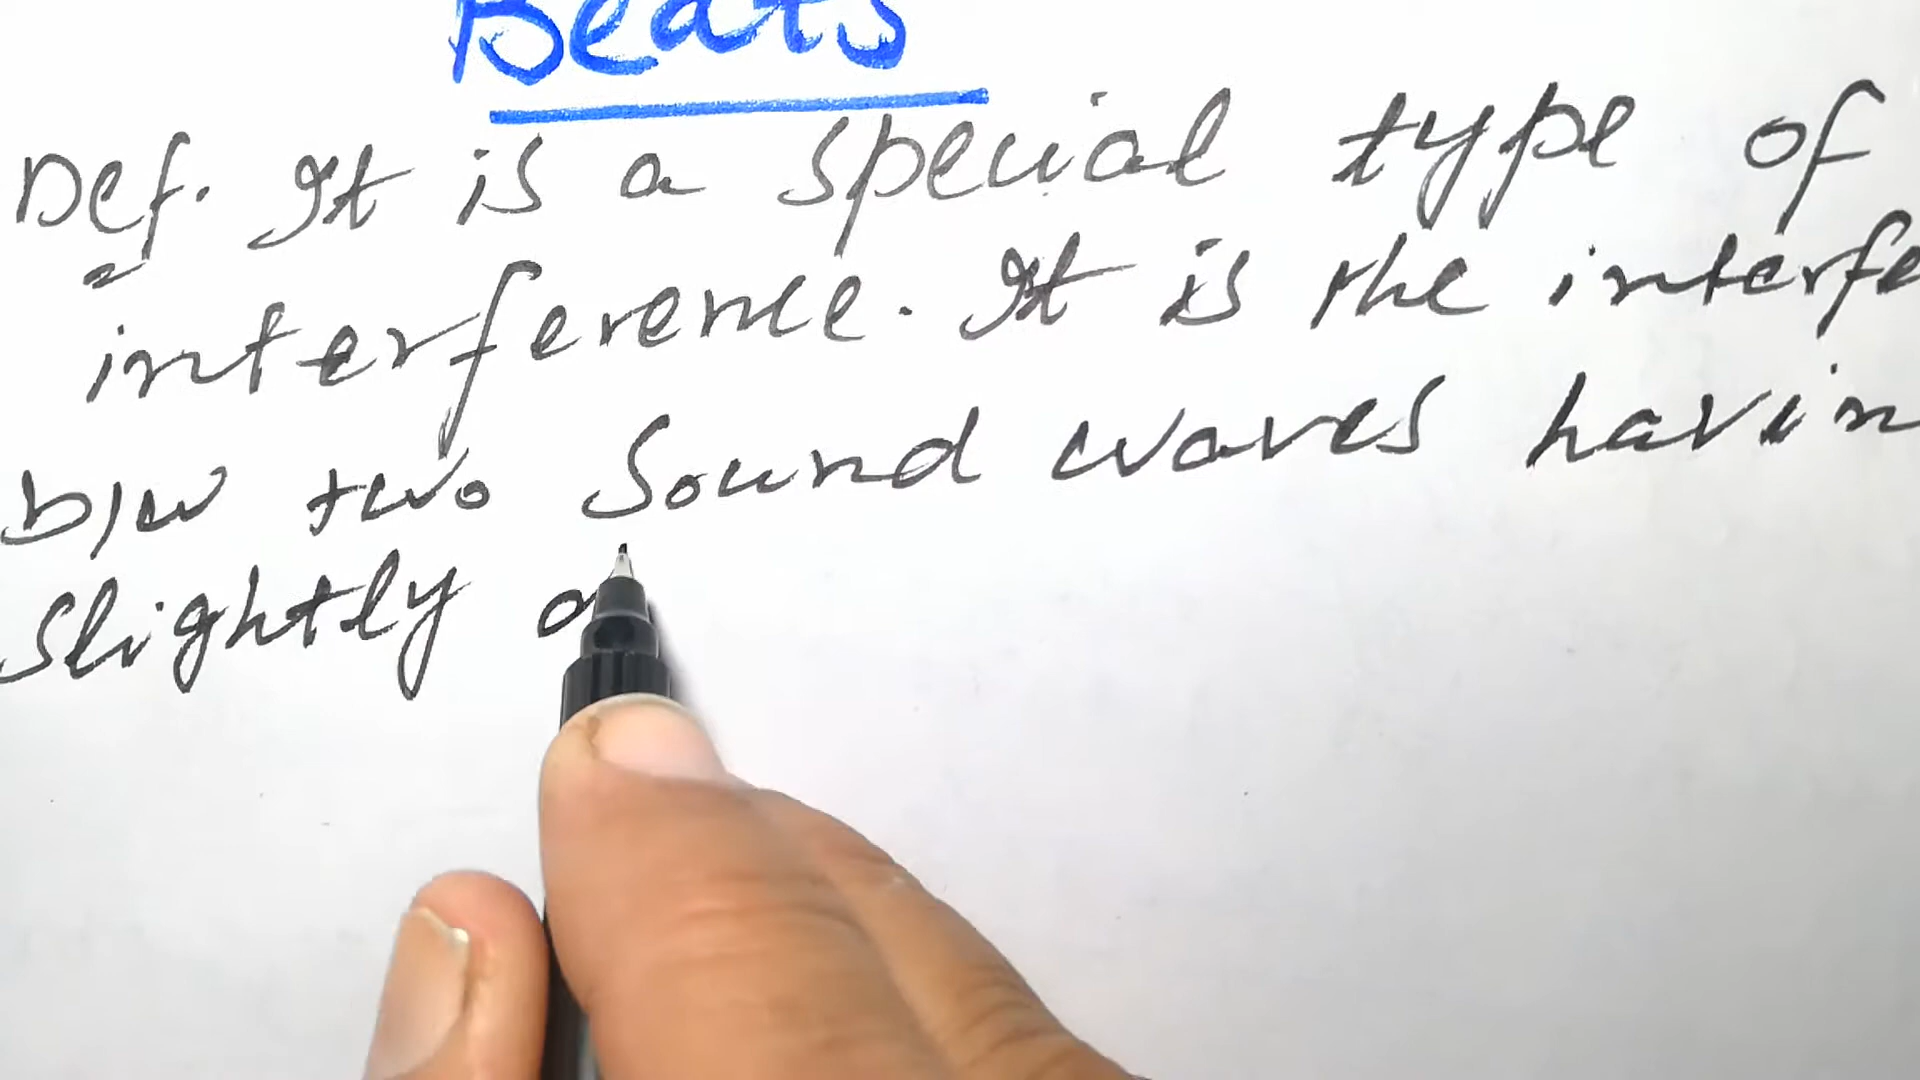 Beats
Def. It is a special type of
interference. It is the interfe
b/w two Sound waves havin
Slightly